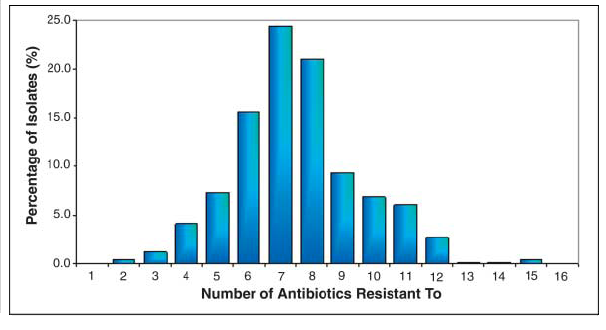 Percentage of Isolates (%)
25.0
20.0
15.0
10.0
5.0
0.0
1 2 3 4 5 6 7 8 9 10 11 12 13 14 15 16
Number of Antibiotics Resistant To